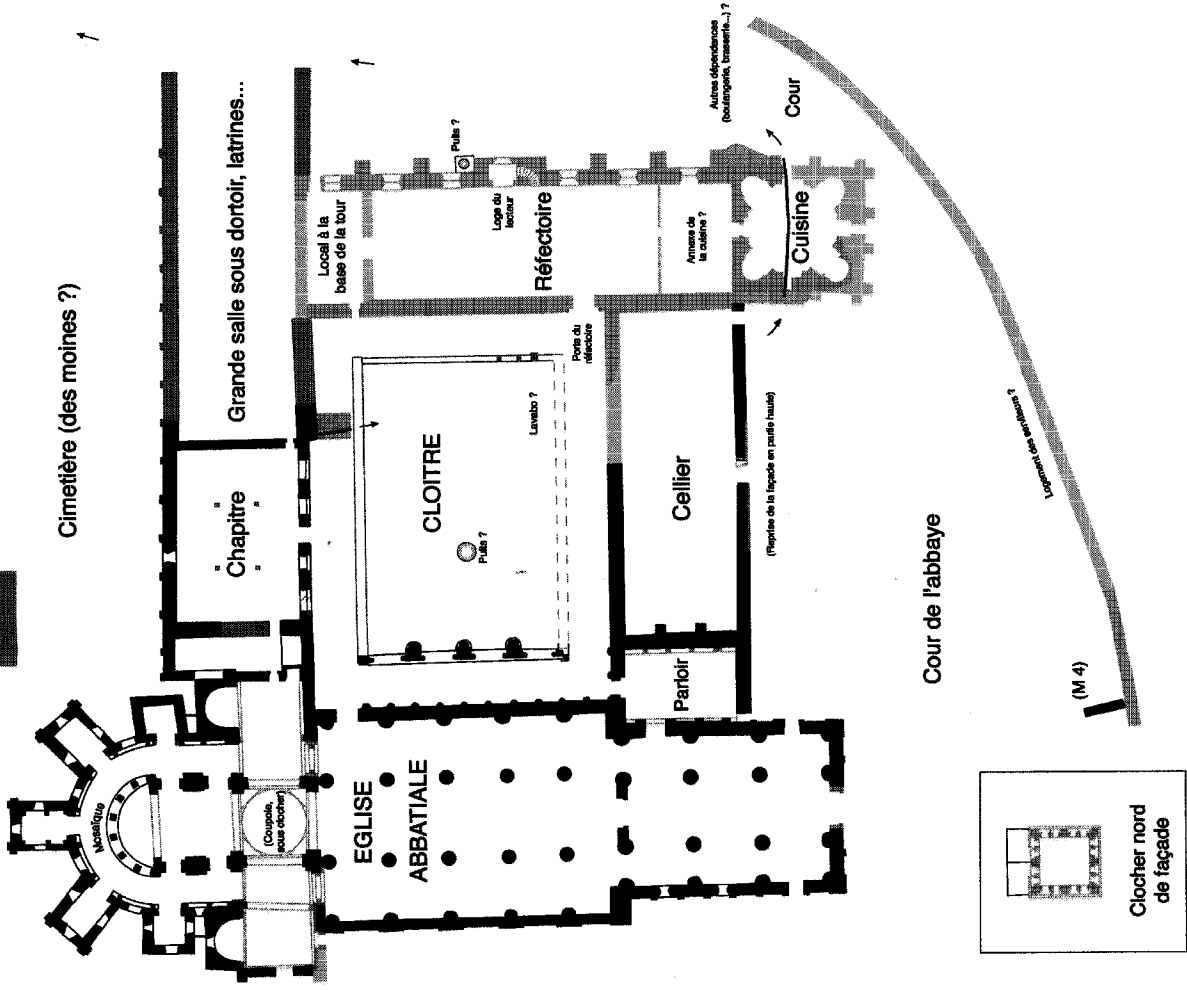 Cimetière (des moines ?)
Grande salle sous dortoir, latrines...
Autres dépendances
(boulangerie, brasserie...) ?
Cour
Puits ?
Local à la
base de la tour
Loge du
lecteur
Réfectoire
Annexe de
la cuisine ?
Cuisine
Chapitre
CLOITRE
Puits ?
Lavabo ?
Porte du
réfectoire
Cellier
(Reprise de la façade en partie haute)
Parloir
Mosaïque
(Coupole,
sous clocher)
EGLISE
ABBATIALE
Cour de l'abbaye
Logement des serviteurs ?
(M 4)
Clocher nord
de façade